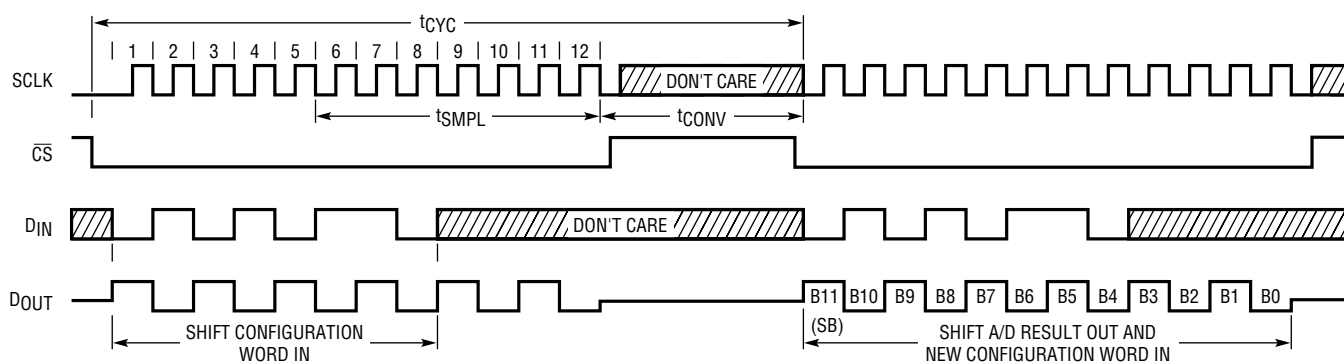 tCYC
1 2 3 4 5 6 7 8 9 10 11 12
SCLK
DON'T CARE
tSMPL
tCONV
CS
DIN
DON'T CARE
DOUT
B11 B10 B9 B8 B7 B6 B5 B4 B3 B2 B1 B0
(SB)
SHIFT CONFIGURATION
WORD IN
SHIFT A/D RESULT OUT AND
NEW CONFIGURATION WORD IN